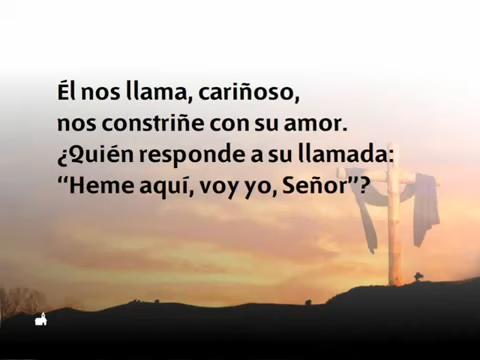 Él nos llama, cariñoso,
nos constriñe con su amor.
¿Quién responde a su llamada:
“Heme aquí, voy yo, Señor”?